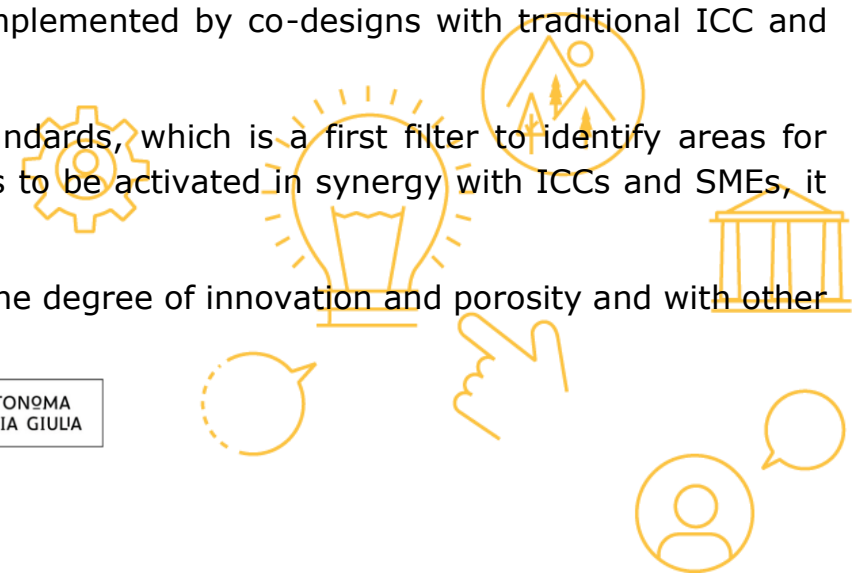 nplemented by co-designs with traditional ICC and
ndards, which is a first filter to identify areas for
s to be activated in synergy with ICCs and SMEs, it
ne degree of innovation and porosity and with other
TONOMA
IA GIULIA